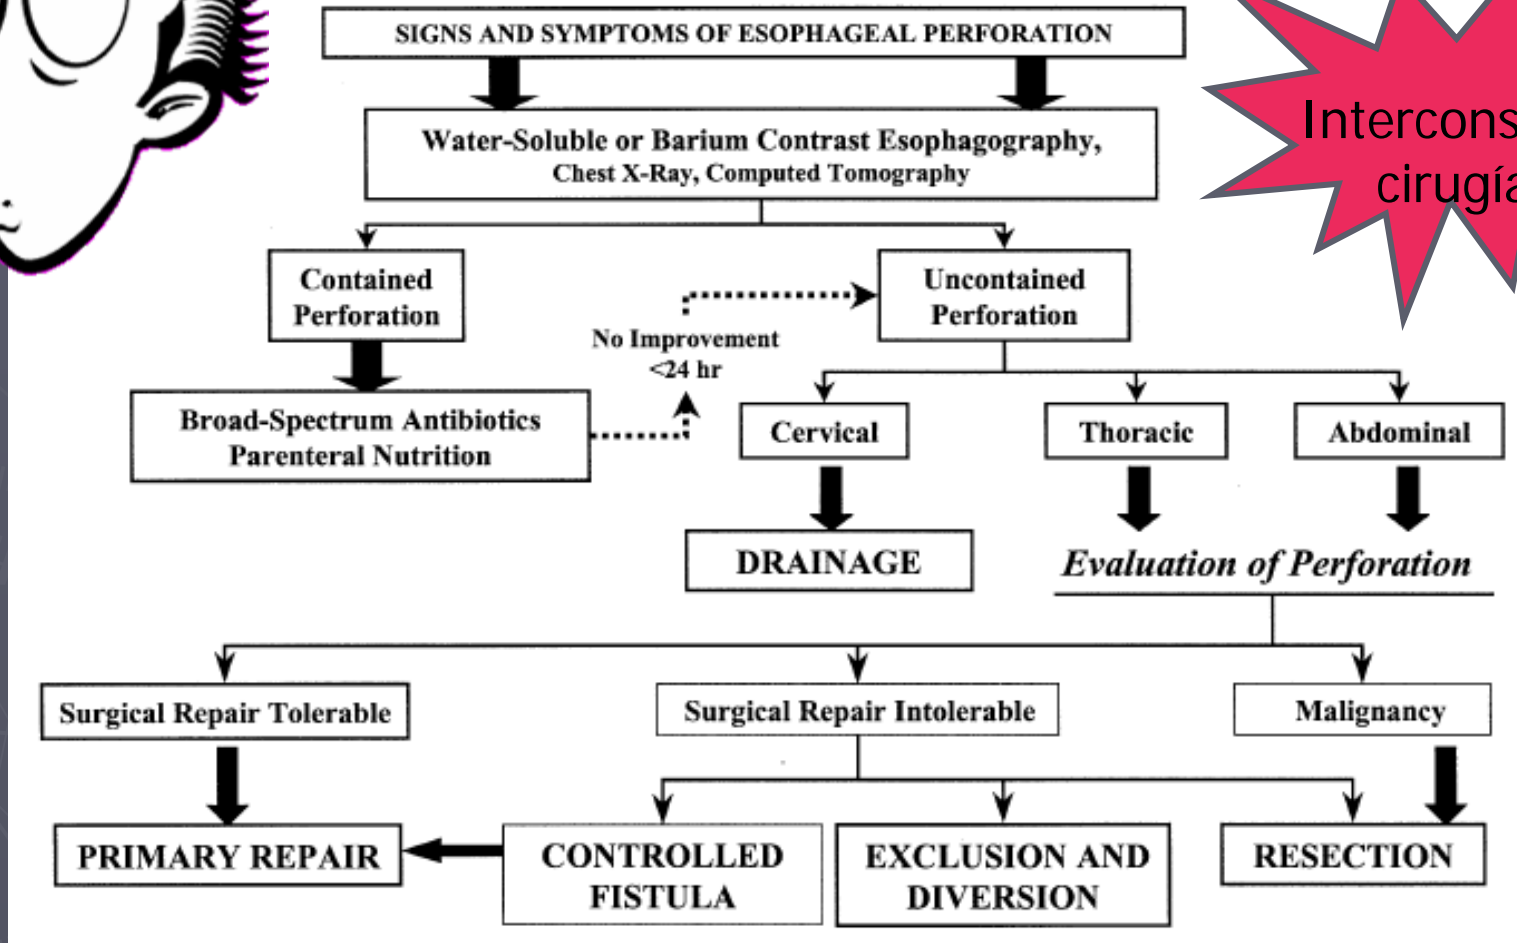 SIGNS AND SYMPTOMS OF ESOPHAGEAL PERFORATION
Water-Soluble or Barium Contrast Esophagography,
Chest X-Ray, Computed Tomography
Contained
Perforation
Uncontained
Perforation
No Improvement
<24 hr
Broad-Spectrum Antibiotics
Parenteral Nutrition
Cervical
Thoracic
Abdominal
DRAINAGE
Evaluation of Perforation
Surgical Repair Tolerable
Surgical Repair Intolerable
Malignancy
PRIMARY REPAIR
CONTROLLED
FISTULA
EXCLUSION AND
DIVERSION
RESECTION
cirugía